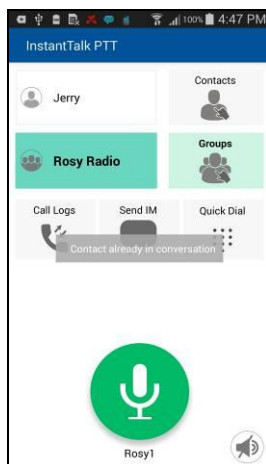 100% 4:47 PM
InstantTalk PTT
Jerry
Contacts
Rosy Radio
Groups
Call Logs
Send IM
Quick Dial
Contact already in conversation
Rosy1